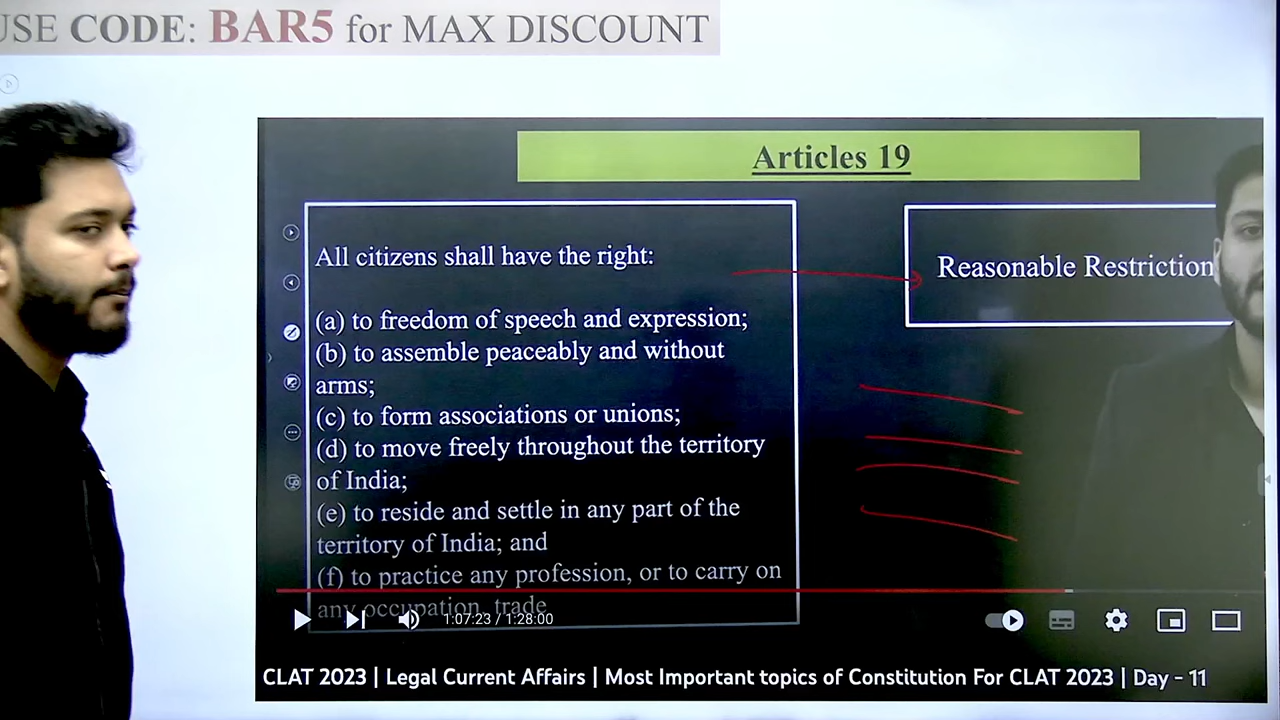 USE CODE: BAR5 for MAX DISCOUNT
Articles 19
All citizens shall have the right:
(a) to freedom of speech and expression;
(b) to assemble peaceably and without
arms;
(c) to form associations or unions;
(d) to move freely throughout the territory
of India;
(e) to reside and settle in any part of the
territory of India; and
(f) to practice any profession, or to carry on
any occupation, trade
Reasonable Restriction
1:07:23 / 1:28:00
CLAT 2023 | Legal Current Affairs | Most Important topics of Constitution For CLAT 2023 | Day - 11